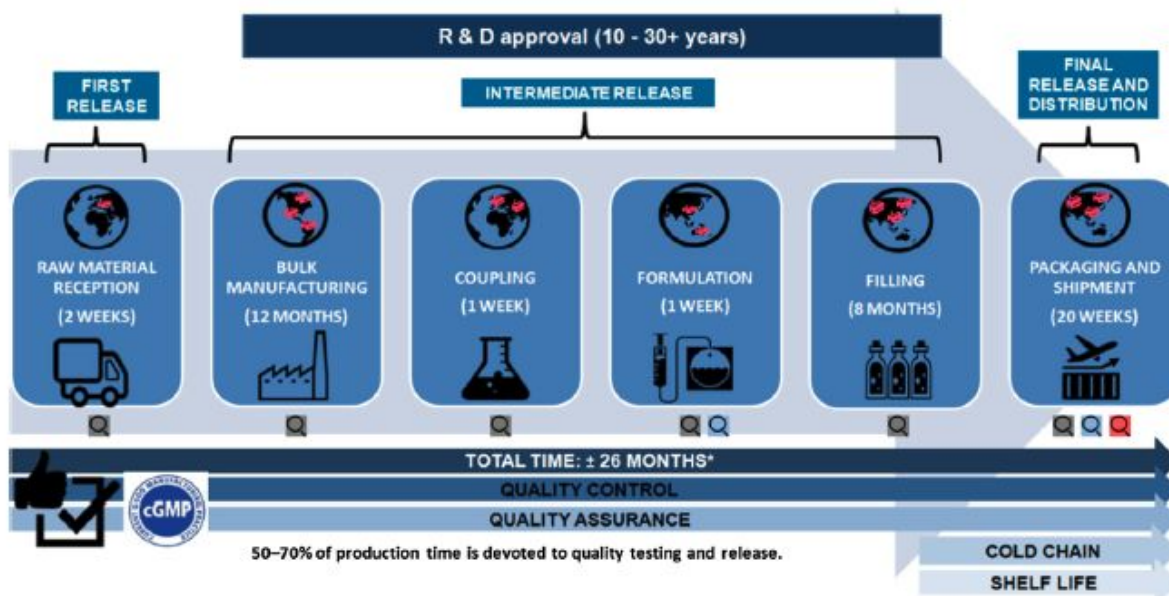 R & D approval (10 - 30+ years)
FIRST
RELEASE
INTERMEDIATE RELEASE
FINAL
RELEASE AND
DISTRIBUTION
RAW MATERIAL
RECEPTION
(2 WEEKS)
BULK
MANUFACTURING
(12 MONTHS)
COUPLING
(1 WEEK)
FORMULATION
(1 WEEK)
FILLING
(8 MONTHS)
PACKAGING AND
SHIPMENT
(20 WEEKS)
TOTAL TIME: ± 26 MONTHS*
QUALITY CONTROL
cGMP
QUALITY ASSURANCE
50–70% of production time is devoted to quality testing and release.
COLD CHAIN
SHELF LIFE